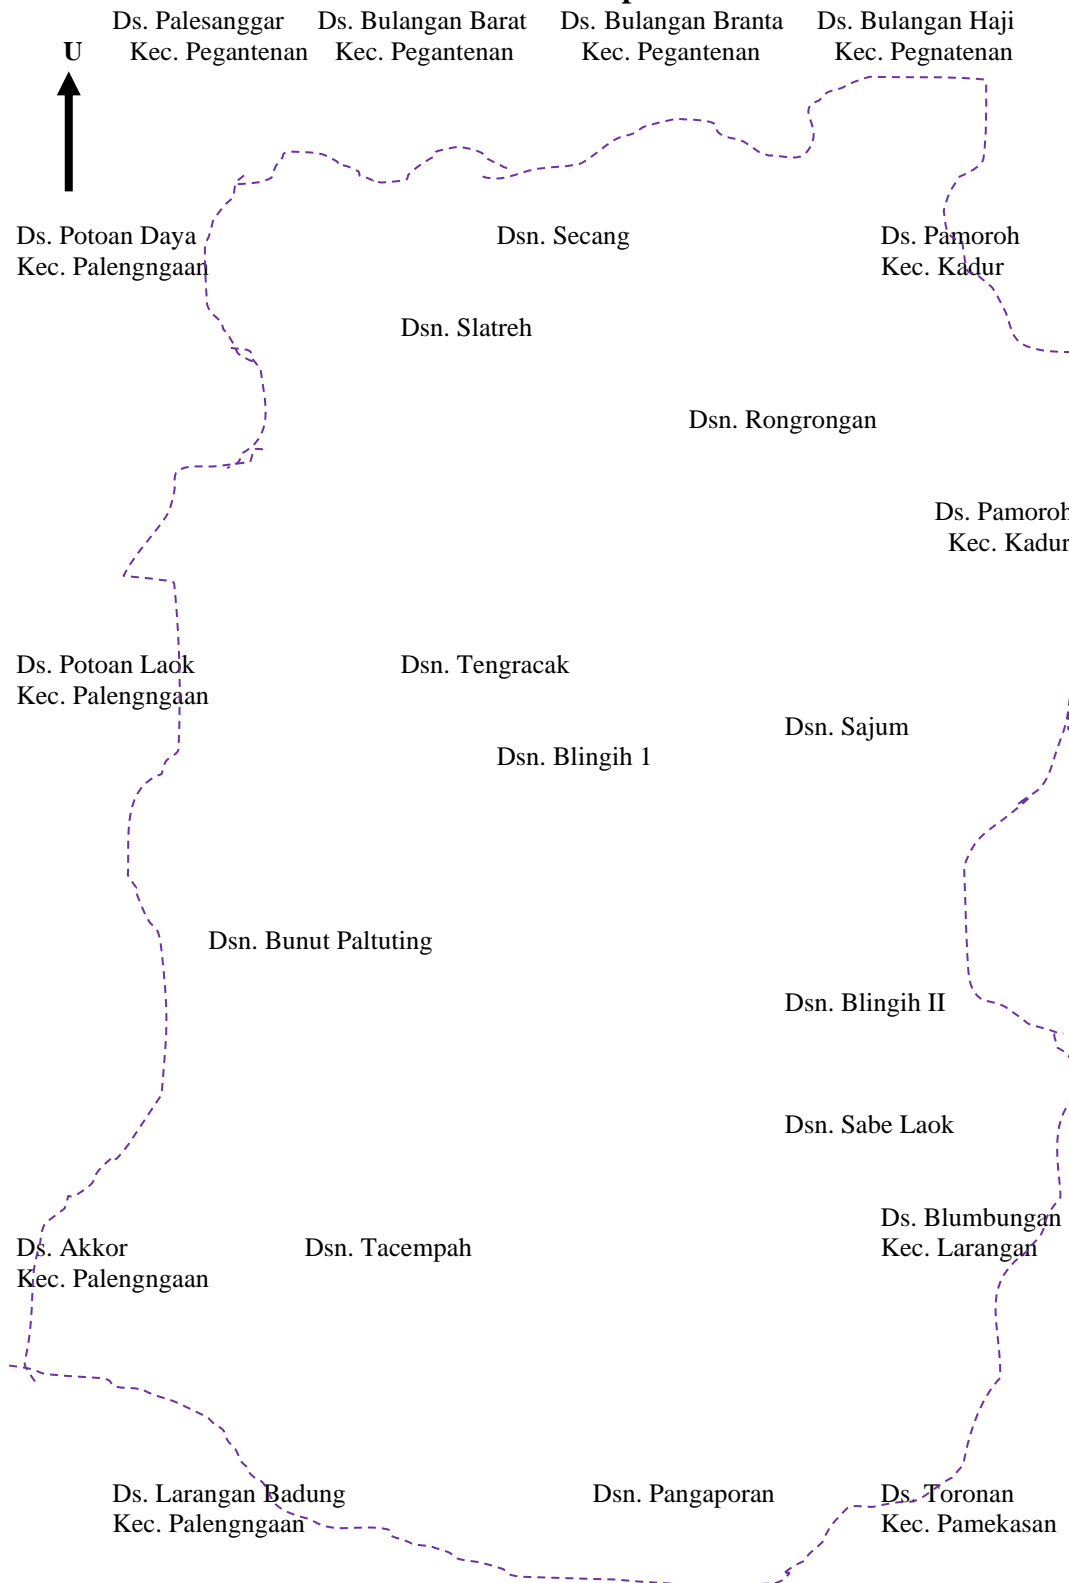 Ds. Palesanggar Ds. Bulangan Barat Ds. Bulangan Branta Ds. Bulangan Haji
U Kec. Pegantenan Kec. Pegantenan Kec. Pegantenan Kec. Pegnatenan
Ds. Potoan Daya Dsn. Secang Ds. Pamoroh
Kec. Palengngaan Kec. Kadur
Dsn. Slatreh
Dsn. Rongrongan
Ds. Pamoroh
Kec. Kadur
Ds. Potoan Laok Dsn. Tengracak
Kec. Palengngaan
Dsn. Sajum
Dsn. Blingih 1
Dsn. Bunut Paltuting
Dsn. Blingih II
Dsn. Sabe Laok
Ds. Blumbungan
Ds. Akkor Dsn. Tacempah Kec. Larangan
Kec. Palengngaan
Ds. Larangan Badung Dsn. Pangaporan Ds. Toronan
Kec. Palengngaan Kec. Pamekasan